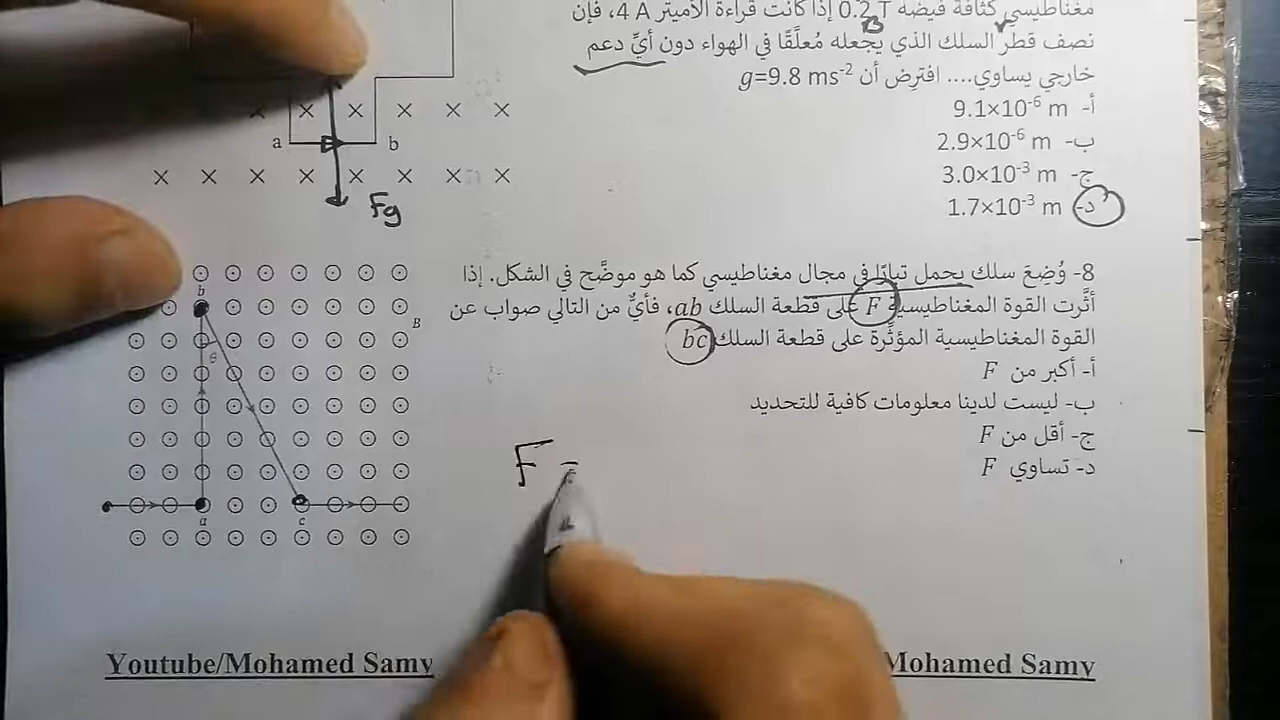 مغناطيسي كثافة فيضه 0.2 T إذا كانت قراءة الأميتر 4 A، فإن
نصف قطر السلك الذي يجعله مُعلَّقًا في الهواء دون أيِّ دعم
خارجي يساوي.... افترِض أن g=9.8 ms⁻²
أ- 9.1×10⁻⁶ m
ب- 2.9×10⁻⁶ m
ج- 3.0×10⁻³ m
د- 1.7×10⁻³ m
a b
Fg
8- وُضِعَ سلك يحمل تيارًا في مجال مغناطيسي كما هو موضَّح في الشكل. إذا
أثَّرت القوة المغناطيسية F على قطعة السلك ab، فأيٌّ من التالي صواب عن
القوة المغناطيسية المؤثِّرة على قطعة السلك bc
أ- أكبر من F
ب- ليست لدينا معلومات كافية للتحديد
ج- أقل من F
د- تساوي F
b
B
θ
a c
F =
Youtube/Mohamed Samy
Mohamed Samy